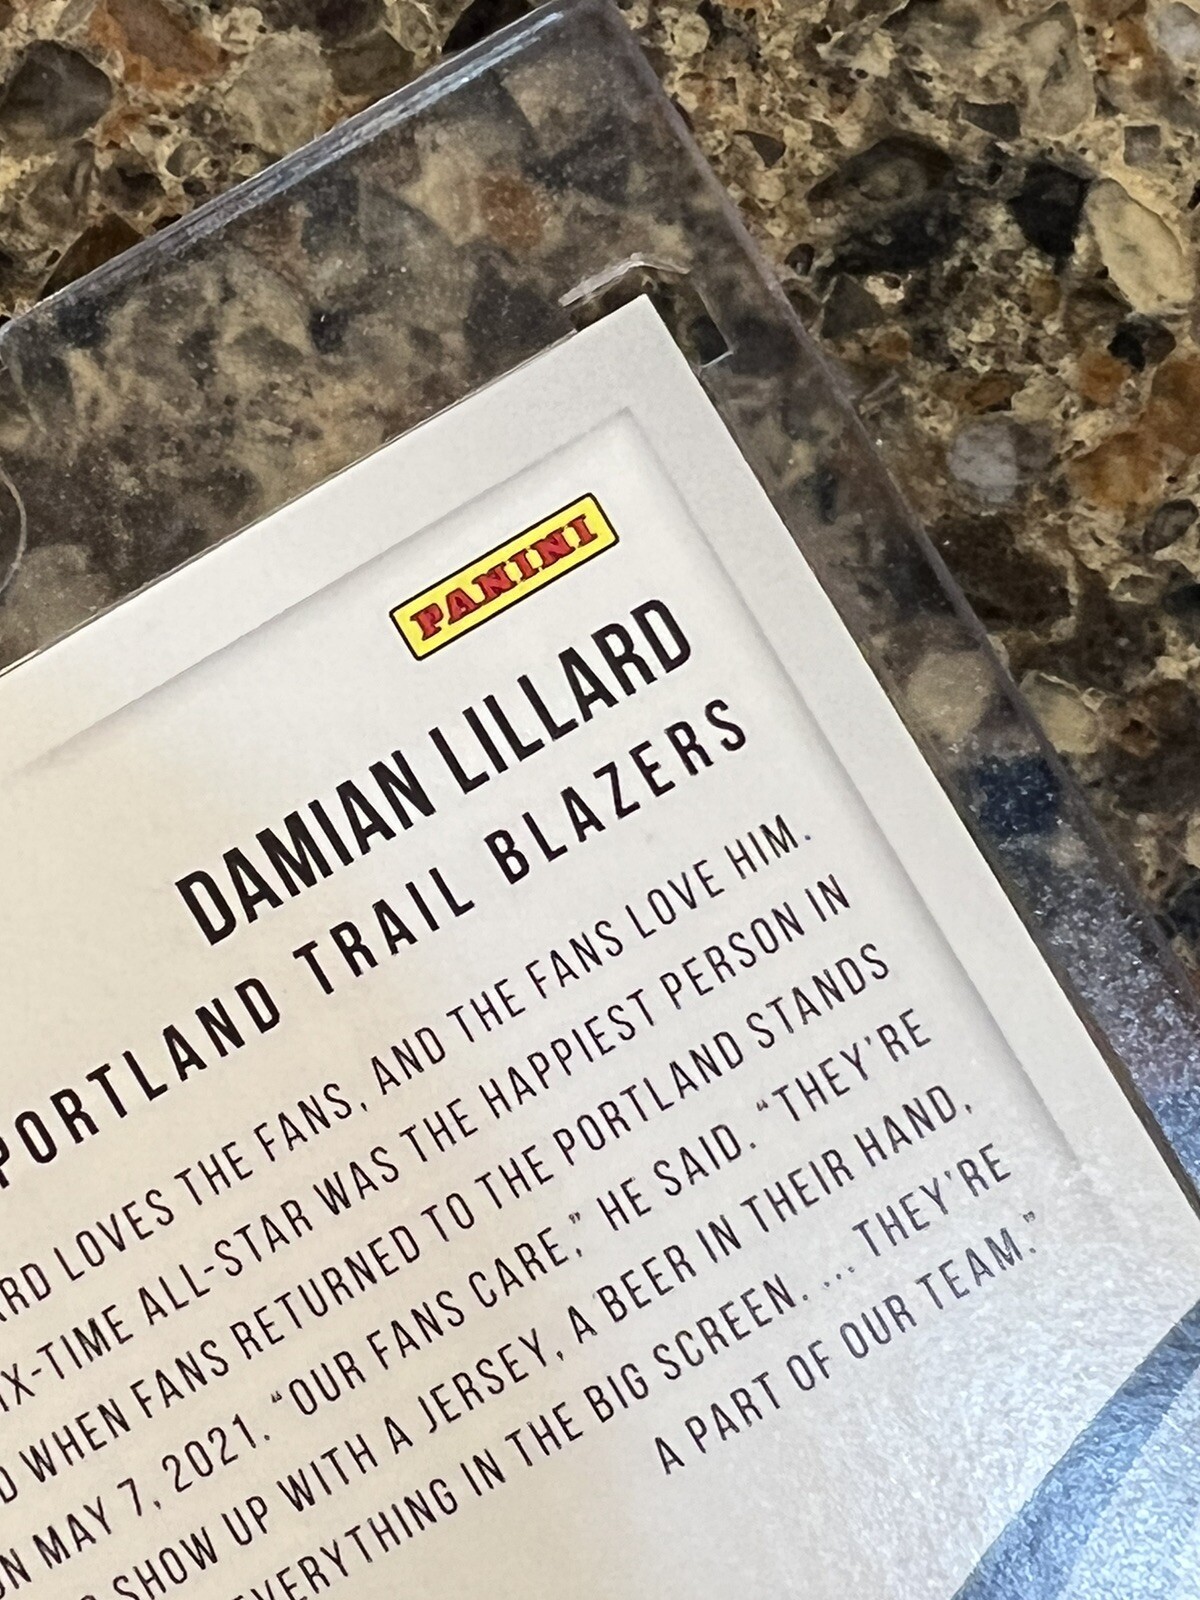 PANINI
DAMIAN LILLARD
PORTLAND TRAIL BLAZERS
LOVES THE FANS, AND THE FANS LOVE HIM.
-TIME ALL-STAR WAS THE HAPPIEST PERSON IN
WHEN FANS RETURNED TO THE PORTLAND STANDS
ON MAY 7, 2021. “OUR FANS CARE,” HE SAID. “THEY’RE
SHOW UP WITH A JERSEY, A BEER IN THEIR HAND,
EVERYTHING IN THE BIG SCREEN. ... THEY’RE
A PART OF OUR TEAM.”